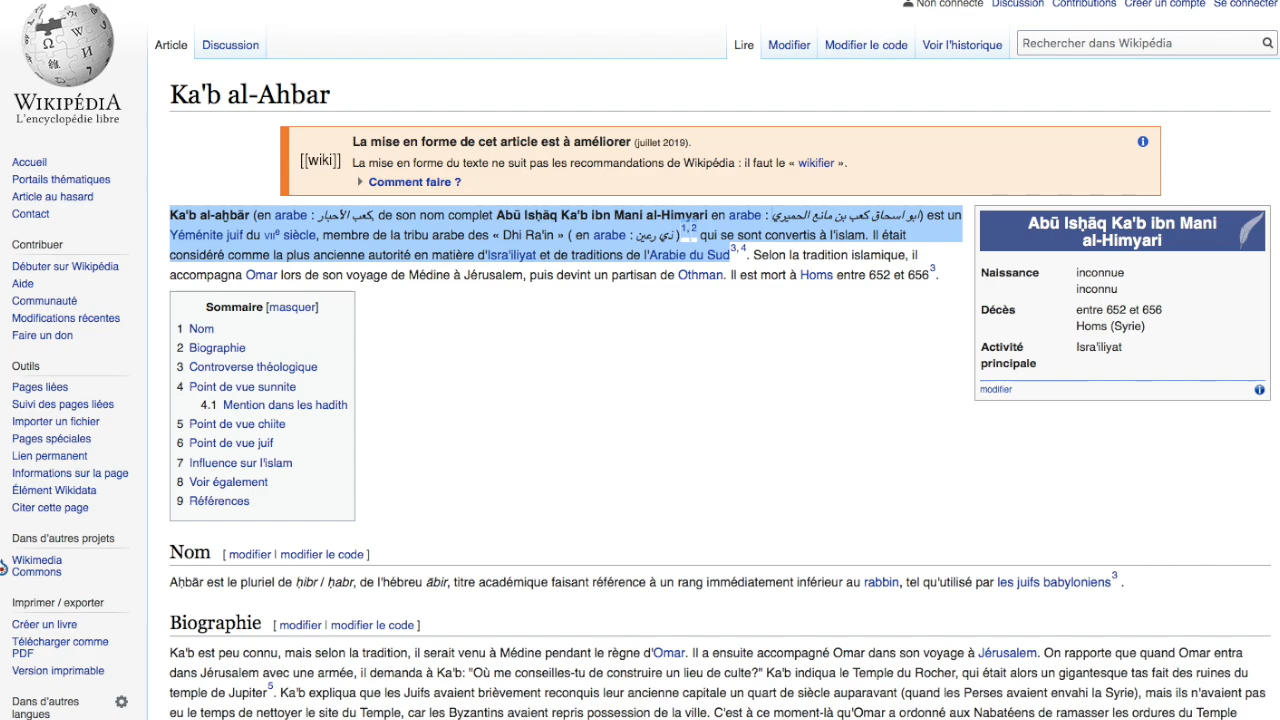 Non connecté Discussion Contributions Créer un compte Se connecter
Article Discussion Lire Modifier Modifier le code Voir l'historique Rechercher dans Wikipédia
WIKIPÉDIA
L'encyclopédie libre
Accueil
Portails thématiques
Article au hasard
Contact
Contribuer
Débuter sur Wikipédia
Aide
Communauté
Modifications récentes
Faire un don
Outils
Pages liées
Suivi des pages liées
Importer un fichier
Pages spéciales
Lien permanent
Informations sur la page
Élément Wikidata
Citer cette page
Dans d'autres projets
Wikimedia
Commons
Imprimer / exporter
Créer un livre
Télécharger comme
PDF
Version imprimable
Dans d'autres
langues
Ka'b al-Ahbar
La mise en forme de cet article est à améliorer (juillet 2019).
[[wiki]] La mise en forme du texte ne suit pas les recommandations de Wikipédia : il faut le « wikifier ».
Comment faire ?
Ka'b al-aḥbār (en arabe : كعب الأحبار, de son nom complet Abū Isḥāq Ka'b ibn Mani al-Himyari en arabe : ابو اسحاق كعب بن مانع الحميري) est un
Yéménite juif du VIIe siècle, membre de la tribu arabe des « Dhi Ra'in » ( en arabe : ذي رعين )1, 2 qui se sont convertis à l'islam. Il était
considéré comme la plus ancienne autorité en matière d'Isra'iliyat et de traditions de l'Arabie du Sud3, 4. Selon la tradition islamique, il
accompagna Omar lors de son voyage de Médine à Jérusalem, puis devint un partisan de Othman. Il est mort à Homs entre 652 et 6563.
Abū Isḥāq Ka'b ibn Mani
al-Himyari
Naissance inconnue
inconnu
Décès entre 652 et 656
Homs (Syrie)
Activité Isra'iliyat
principale
modifier
Sommaire [masquer]
1 Nom
2 Biographie
3 Controverse théologique
4 Point de vue sunnite
4.1 Mention dans les hadith
5 Point de vue chiite
6 Point de vue juif
7 Influence sur l'islam
8 Voir également
9 Références
Nom [ modifier | modifier le code ]
Aḥbār est le pluriel de ḥibr / ḥabr, de l'hébreu ābir, titre académique faisant référence à un rang immédiatement inférieur au rabbin, tel qu'utilisé par les juifs babyloniens3 .
Biographie [ modifier | modifier le code ]
Ka'b est peu connu, mais selon la tradition, il serait venu à Médine pendant le règne d'Omar. Il a ensuite accompagné Omar dans son voyage à Jérusalem. On rapporte que quand Omar entra
dans Jérusalem avec une armée, il demanda à Ka'b: "Où me conseilles-tu de construire un lieu de culte?" Ka'b indiqua le Temple du Rocher, qui était alors un gigantesque tas fait des ruines du
temple de Jupiter5. Ka'b expliqua que les Juifs avaient brièvement reconquis leur ancienne capitale un quart de siècle auparavant (quand les Perses avaient envahi la Syrie), mais ils n'avaient pas
eu le temps de nettoyer le site du Temple, car les Byzantins avaient repris possession de la ville. C'est à ce moment-là qu'Omar a ordonné aux Nabatéens de ramasser les ordures du Temple